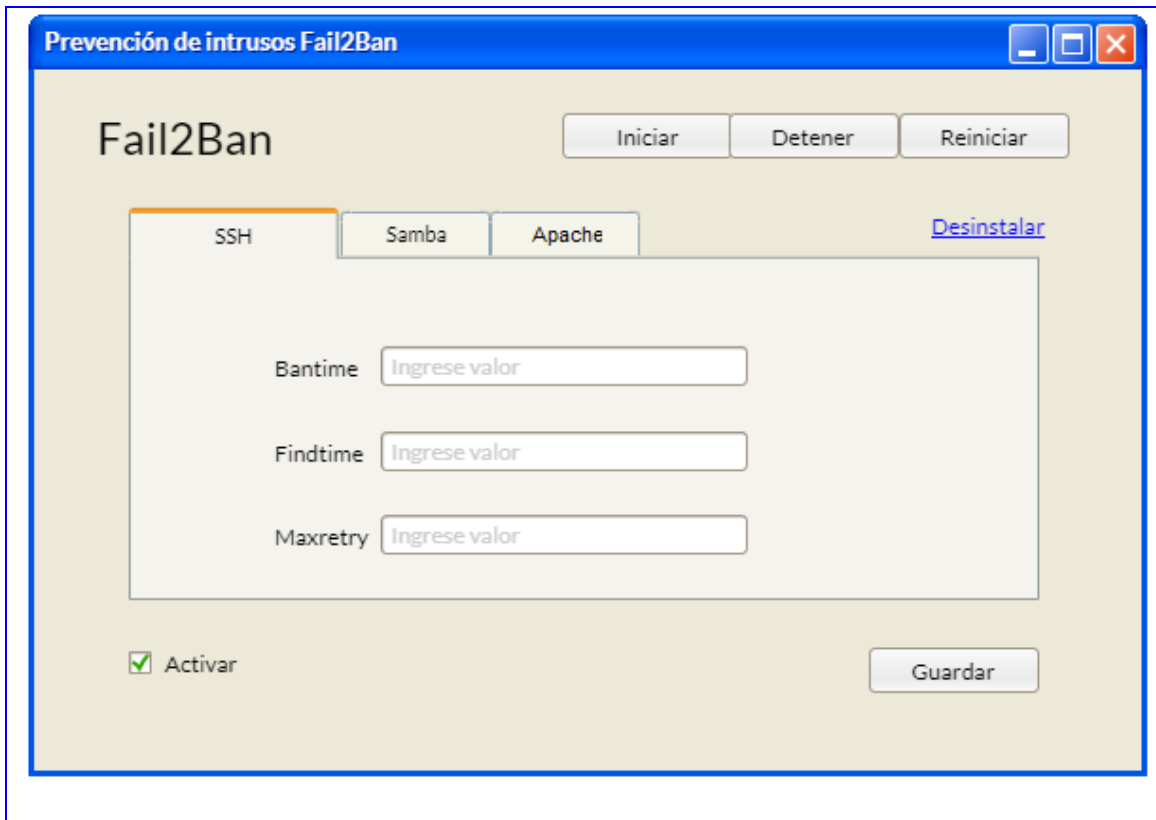 Prevención de intrusos Fail2Ban
Fail2Ban
Iniciar
Detener
Reiniciar
SSH
Samba
Apache
Desinstalar
Bantime
Ingrese valor
Findtime
Ingrese valor
Maxretry
Ingrese valor
Activar
Guardar